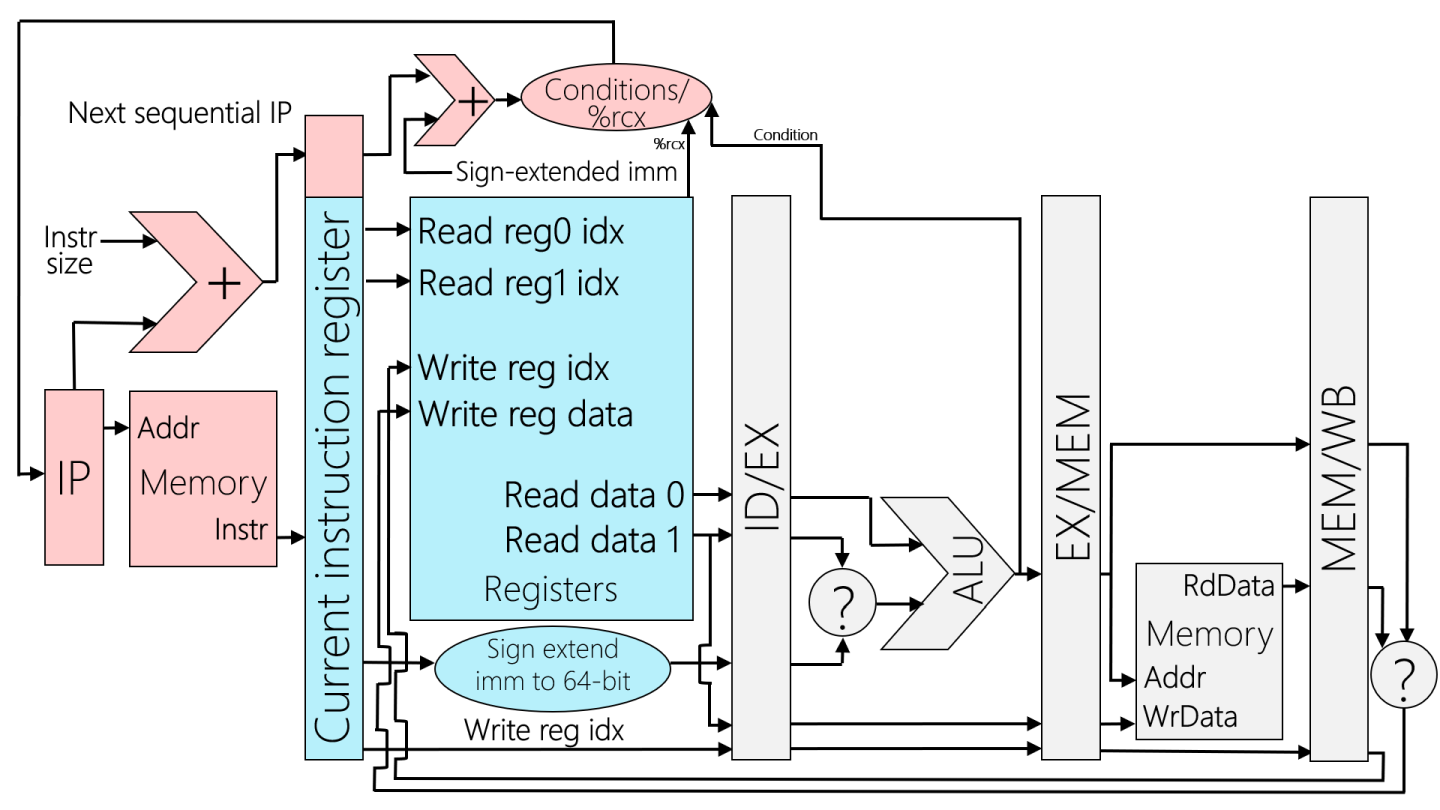 Conditions/
%rcx
+
Next sequential IP
%rcx
Condition
Sign-extended imm
Instr
size
+
Current instruction register
Read reg0 idx
Read reg1 idx
Write reg idx
Write reg data
Read data 0
Read data 1
Registers
IP
Addr
Memory
Instr
ID/EX
ALU
?
EX/MEM
MEM/WB
RdData
Memory
Addr
WrData
?
Sign extend
imm to 64-bit
Write reg idx